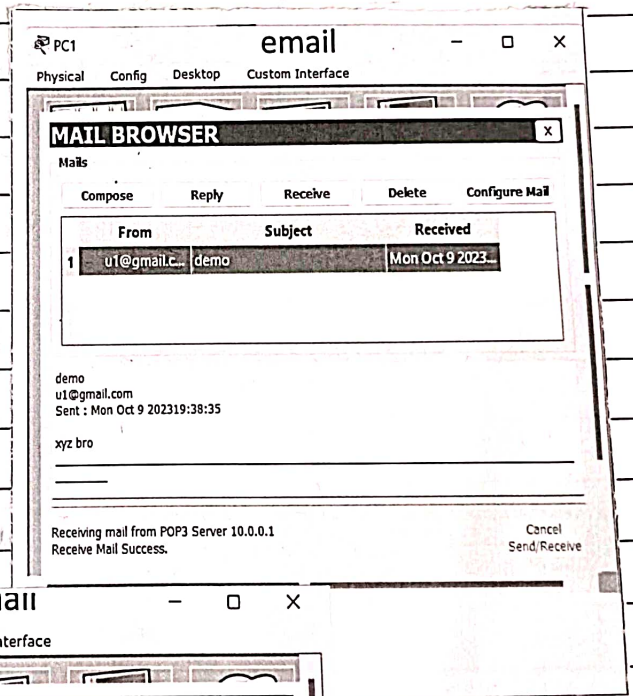 PC1
email
Physical Config Desktop Custom Interface
MAIL BROWSER X
Mails
Compose Reply Receive Delete Configure Mail
From Subject Received
1 u1@gmail.c... demo Mon Oct 9 2023...
demo
u1@gmail.com
Sent : Mon Oct 9 202319:38:35
xyz bro
Receiving mail from POP3 Server 10.0.0.1
Receive Mail Success.
Cancel
Send/Receive
ail
nterface